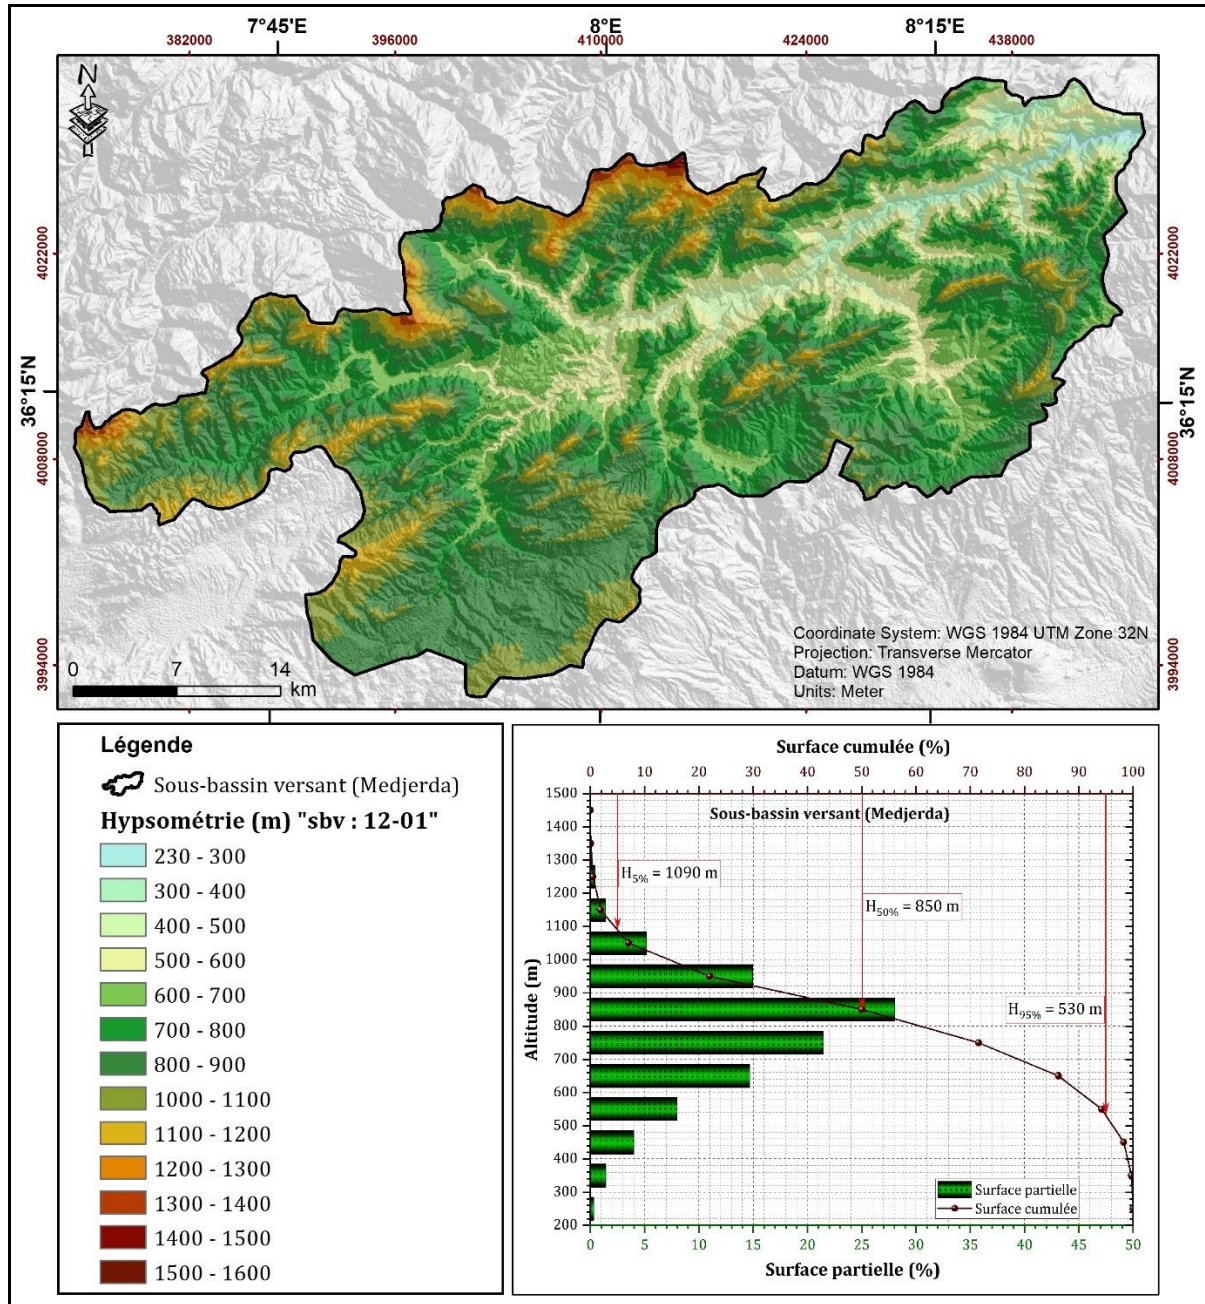 7°45'E 8°E 8°15'E
382000 396000 410000 424000 438000
N
4022000 4022000
36°15'N 36°15'N
4008000 4008000
3994000 3994000
Coordinate System: WGS 1984 UTM Zone 32N
Projection: Transverse Mercator
Datum: WGS 1984
Units: Meter
0 7 14
km
Légende
Sous-bassin versant (Medjerda)
Hypsométrie (m) "sbv : 12-01"
230 - 300
300 - 400
400 - 500
500 - 600
600 - 700
700 - 800
800 - 900
1000 - 1100
1100 - 1200
1200 - 1300
1300 - 1400
1400 - 1500
1500 - 1600
Surface cumulée (%)
0 10 20 30 40 50 60 70 80 90 100
Sous-bassin versant (Medjerda)
Altitude (m)
1500
1400
1300
1200
1100
1000
900
800
700
600
500
400
300
200
H5% = 1090 m
H50% = 850 m
H95% = 530 m
Surface partielle
Surface cumulée
0 5 10 15 20 25 30 35 40 45 50
Surface partielle (%)